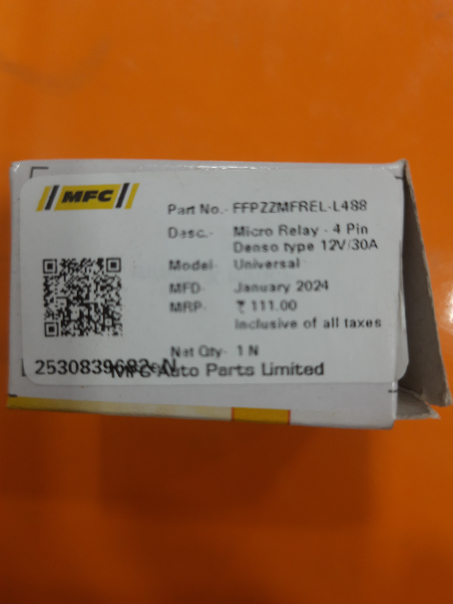 MFC
Part No.- FFPZZMFREL-L488
Desc.- Micro Relay - 4 Pin
Denso type 12V/30A
Model- Universal
MFD- January 2024
MRP- ₹ 111.00
Inclusive of all taxes
Net Qty- 1 N
MFC Auto Parts Limited